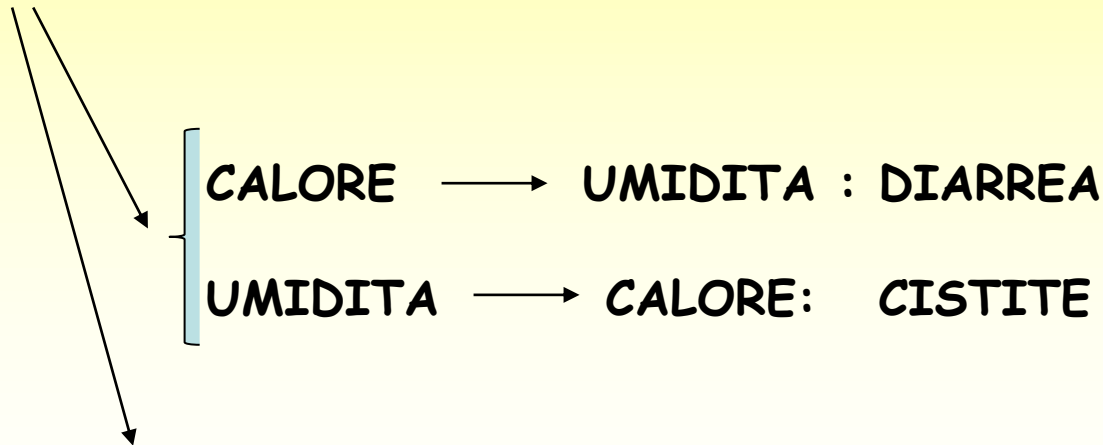 CALORE → UMIDITA : DIARREA
UMIDITA → CALORE: CISTITE